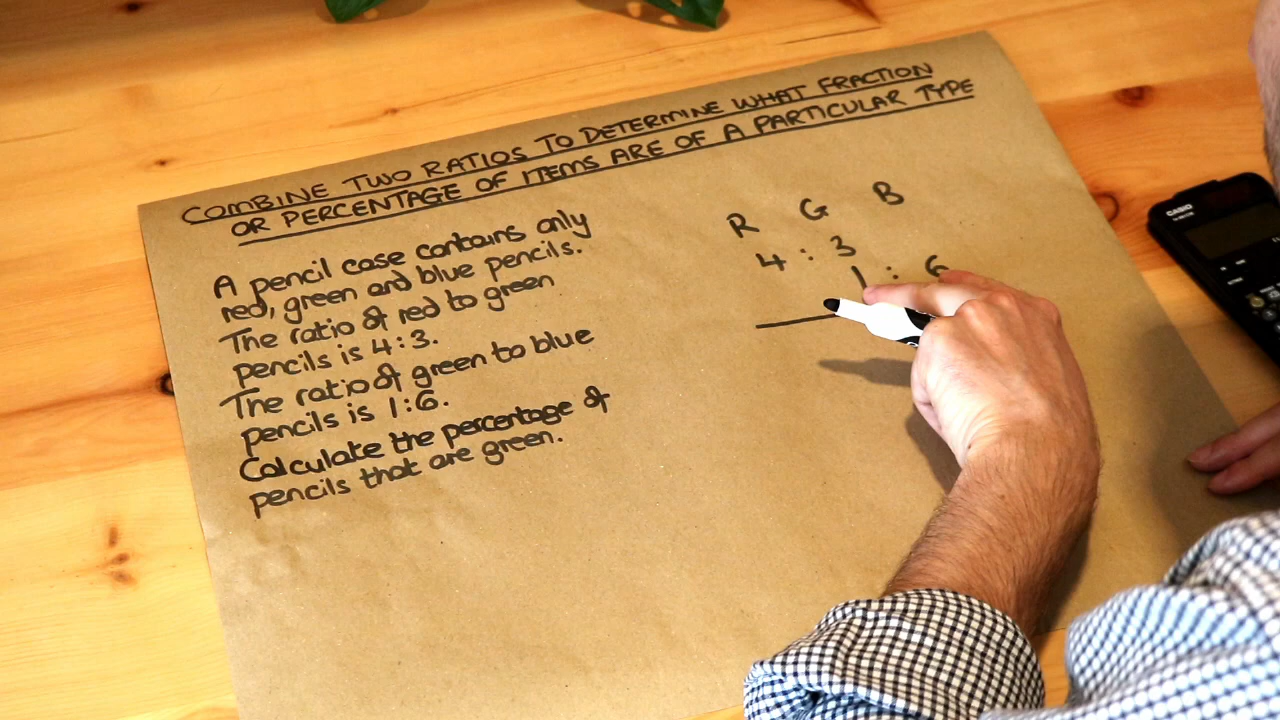 COMBINE TWO RATIOS TO DETERMINE WHAT FRACTION
OR PERCENTAGE OF ITEMS ARE OF A PARTICULAR TYPE
A pencil case contains only
red, green and blue pencils.
The ratio of red to green
pencils is 4:3.
The ratio of green to blue
pencils is 1:6.
Calculate the percentage of
pencils that are green.
R G B
4 : 3
1 : 6
CASIO